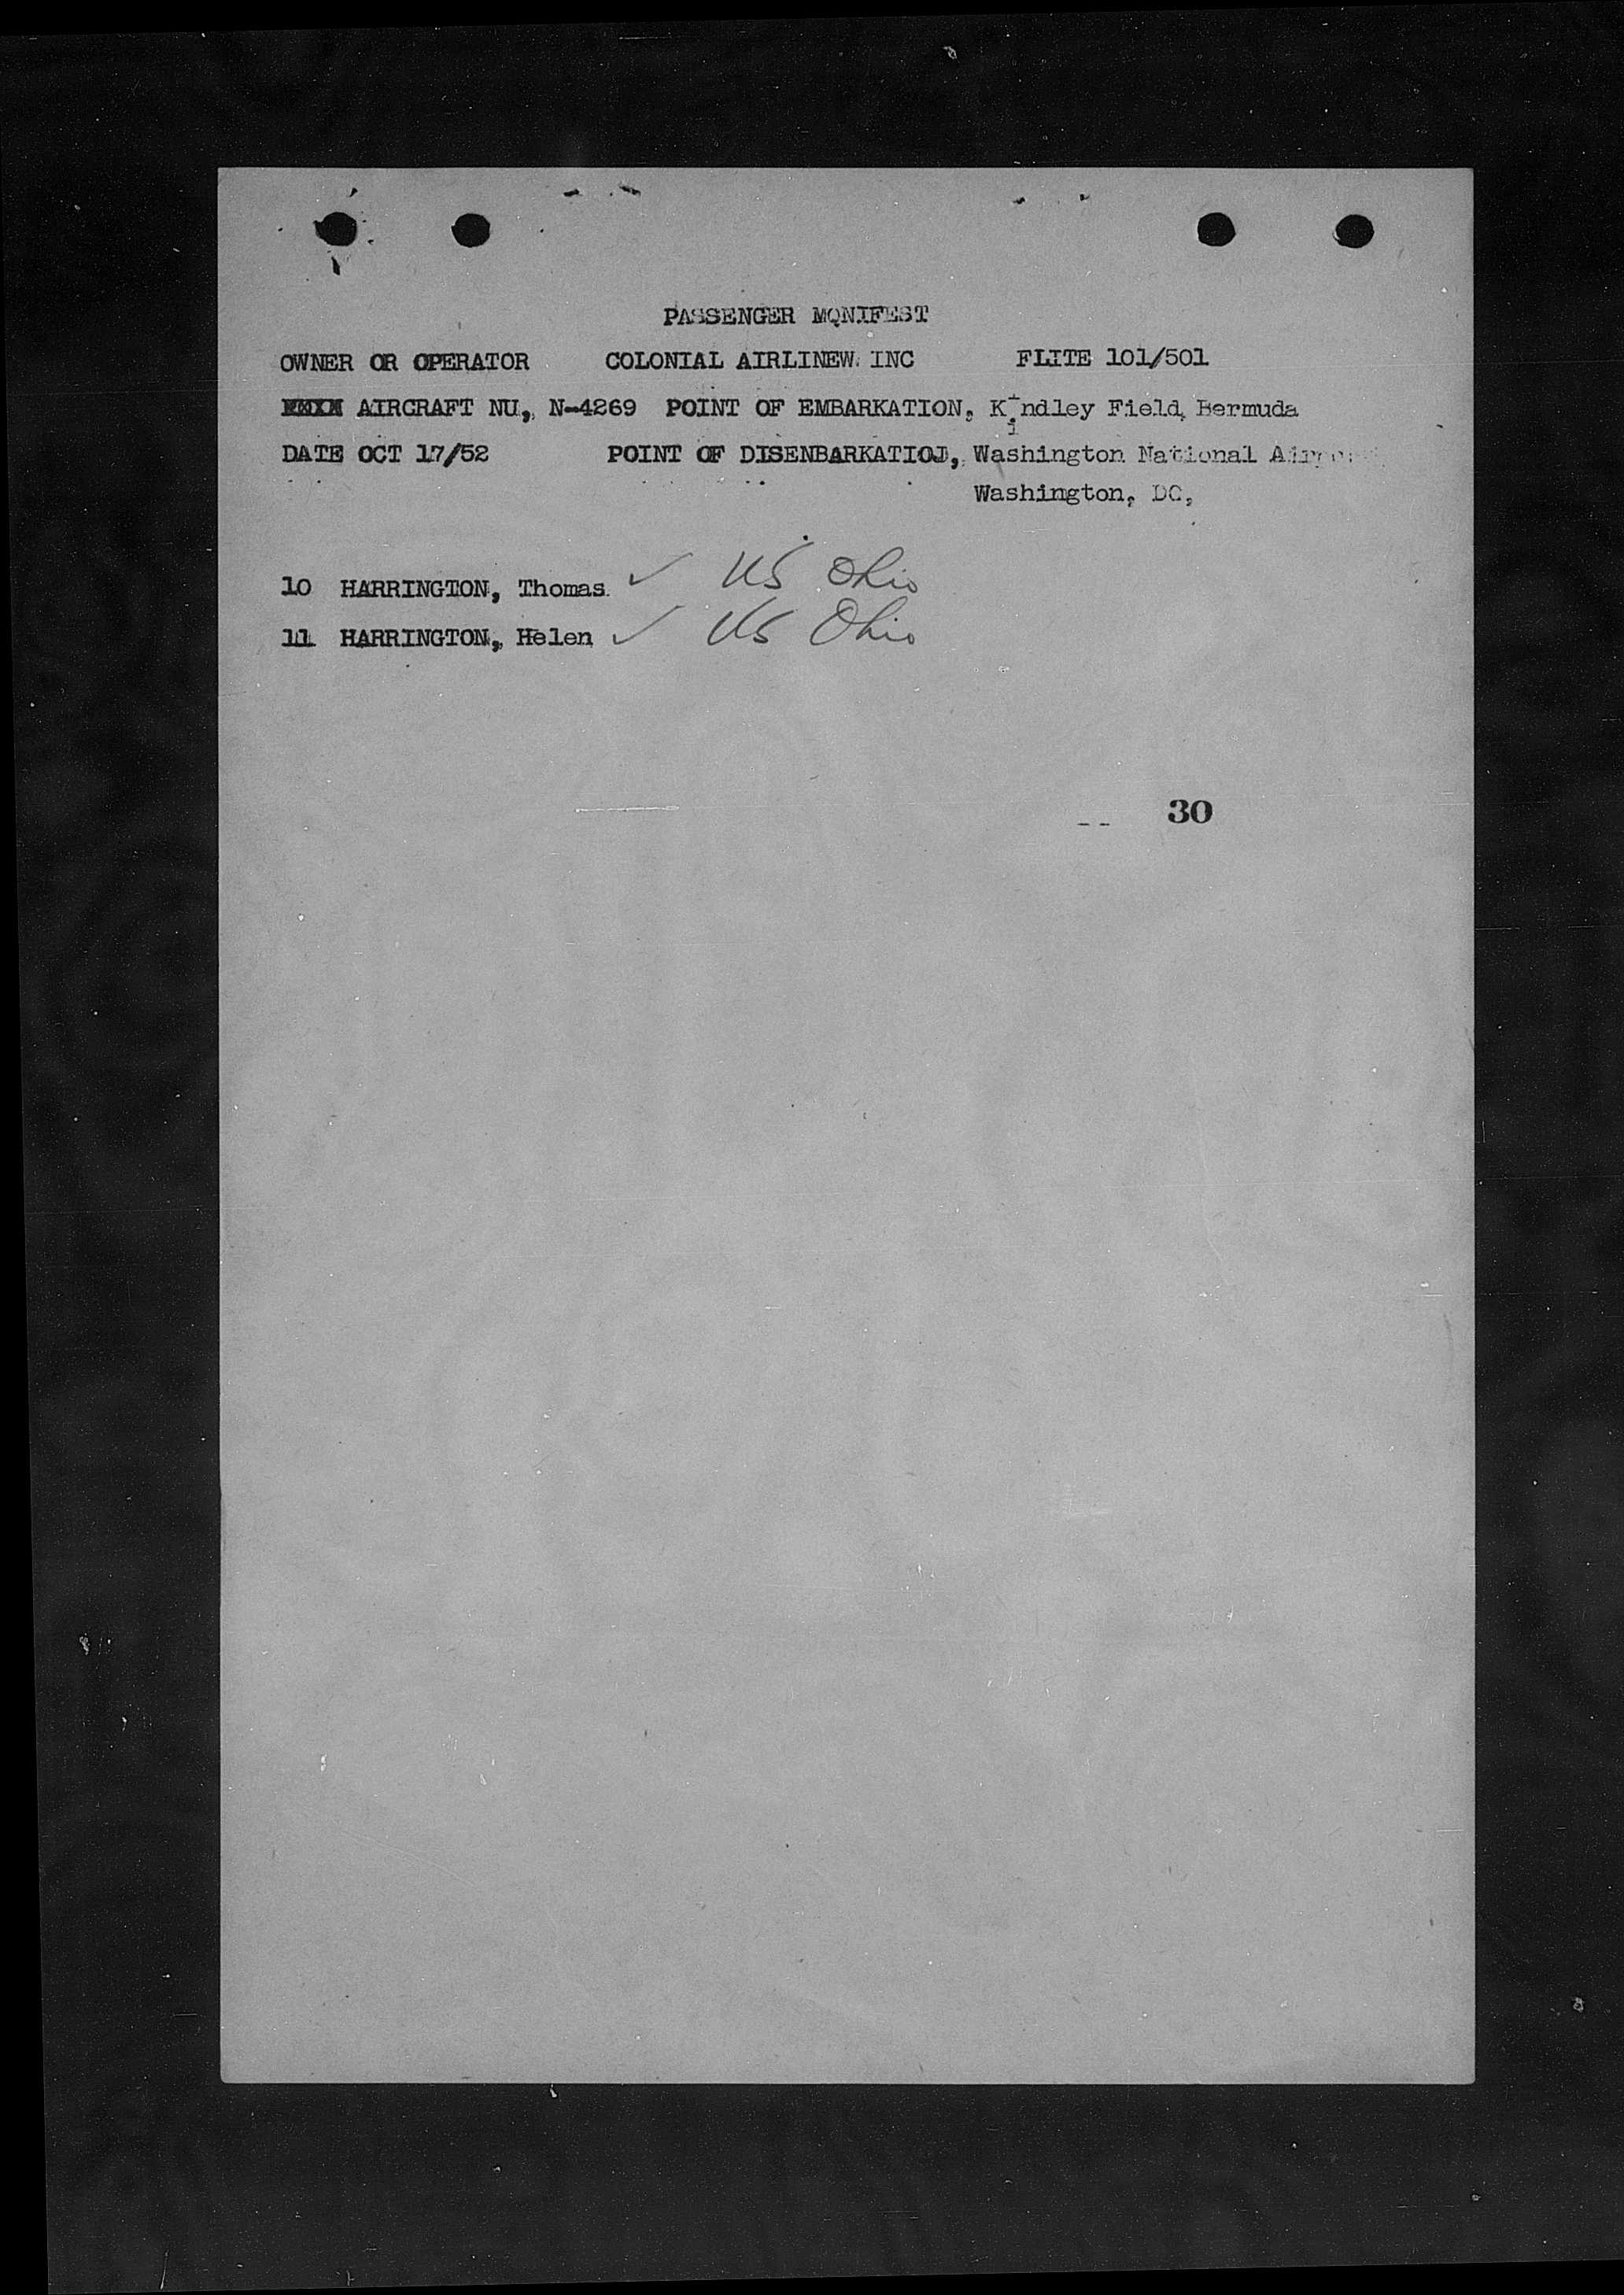 PASSENGER MQNIFEST
OWNER OR OPERATOR COLONIAL AIRLINEW INC FLITE 101/501
AIRCRAFT NU, N-4269 POINT OF EMBARKATION, Kindley Field, Bermuda
DATE OCT 17/52 POINT OF DISENBARKATIOJ, Washington National
Washington, DC,
10 HARRINGTON, Thomas ✓ US Ohio
11 HARRINGTON, Helen ✓ US Ohio
30